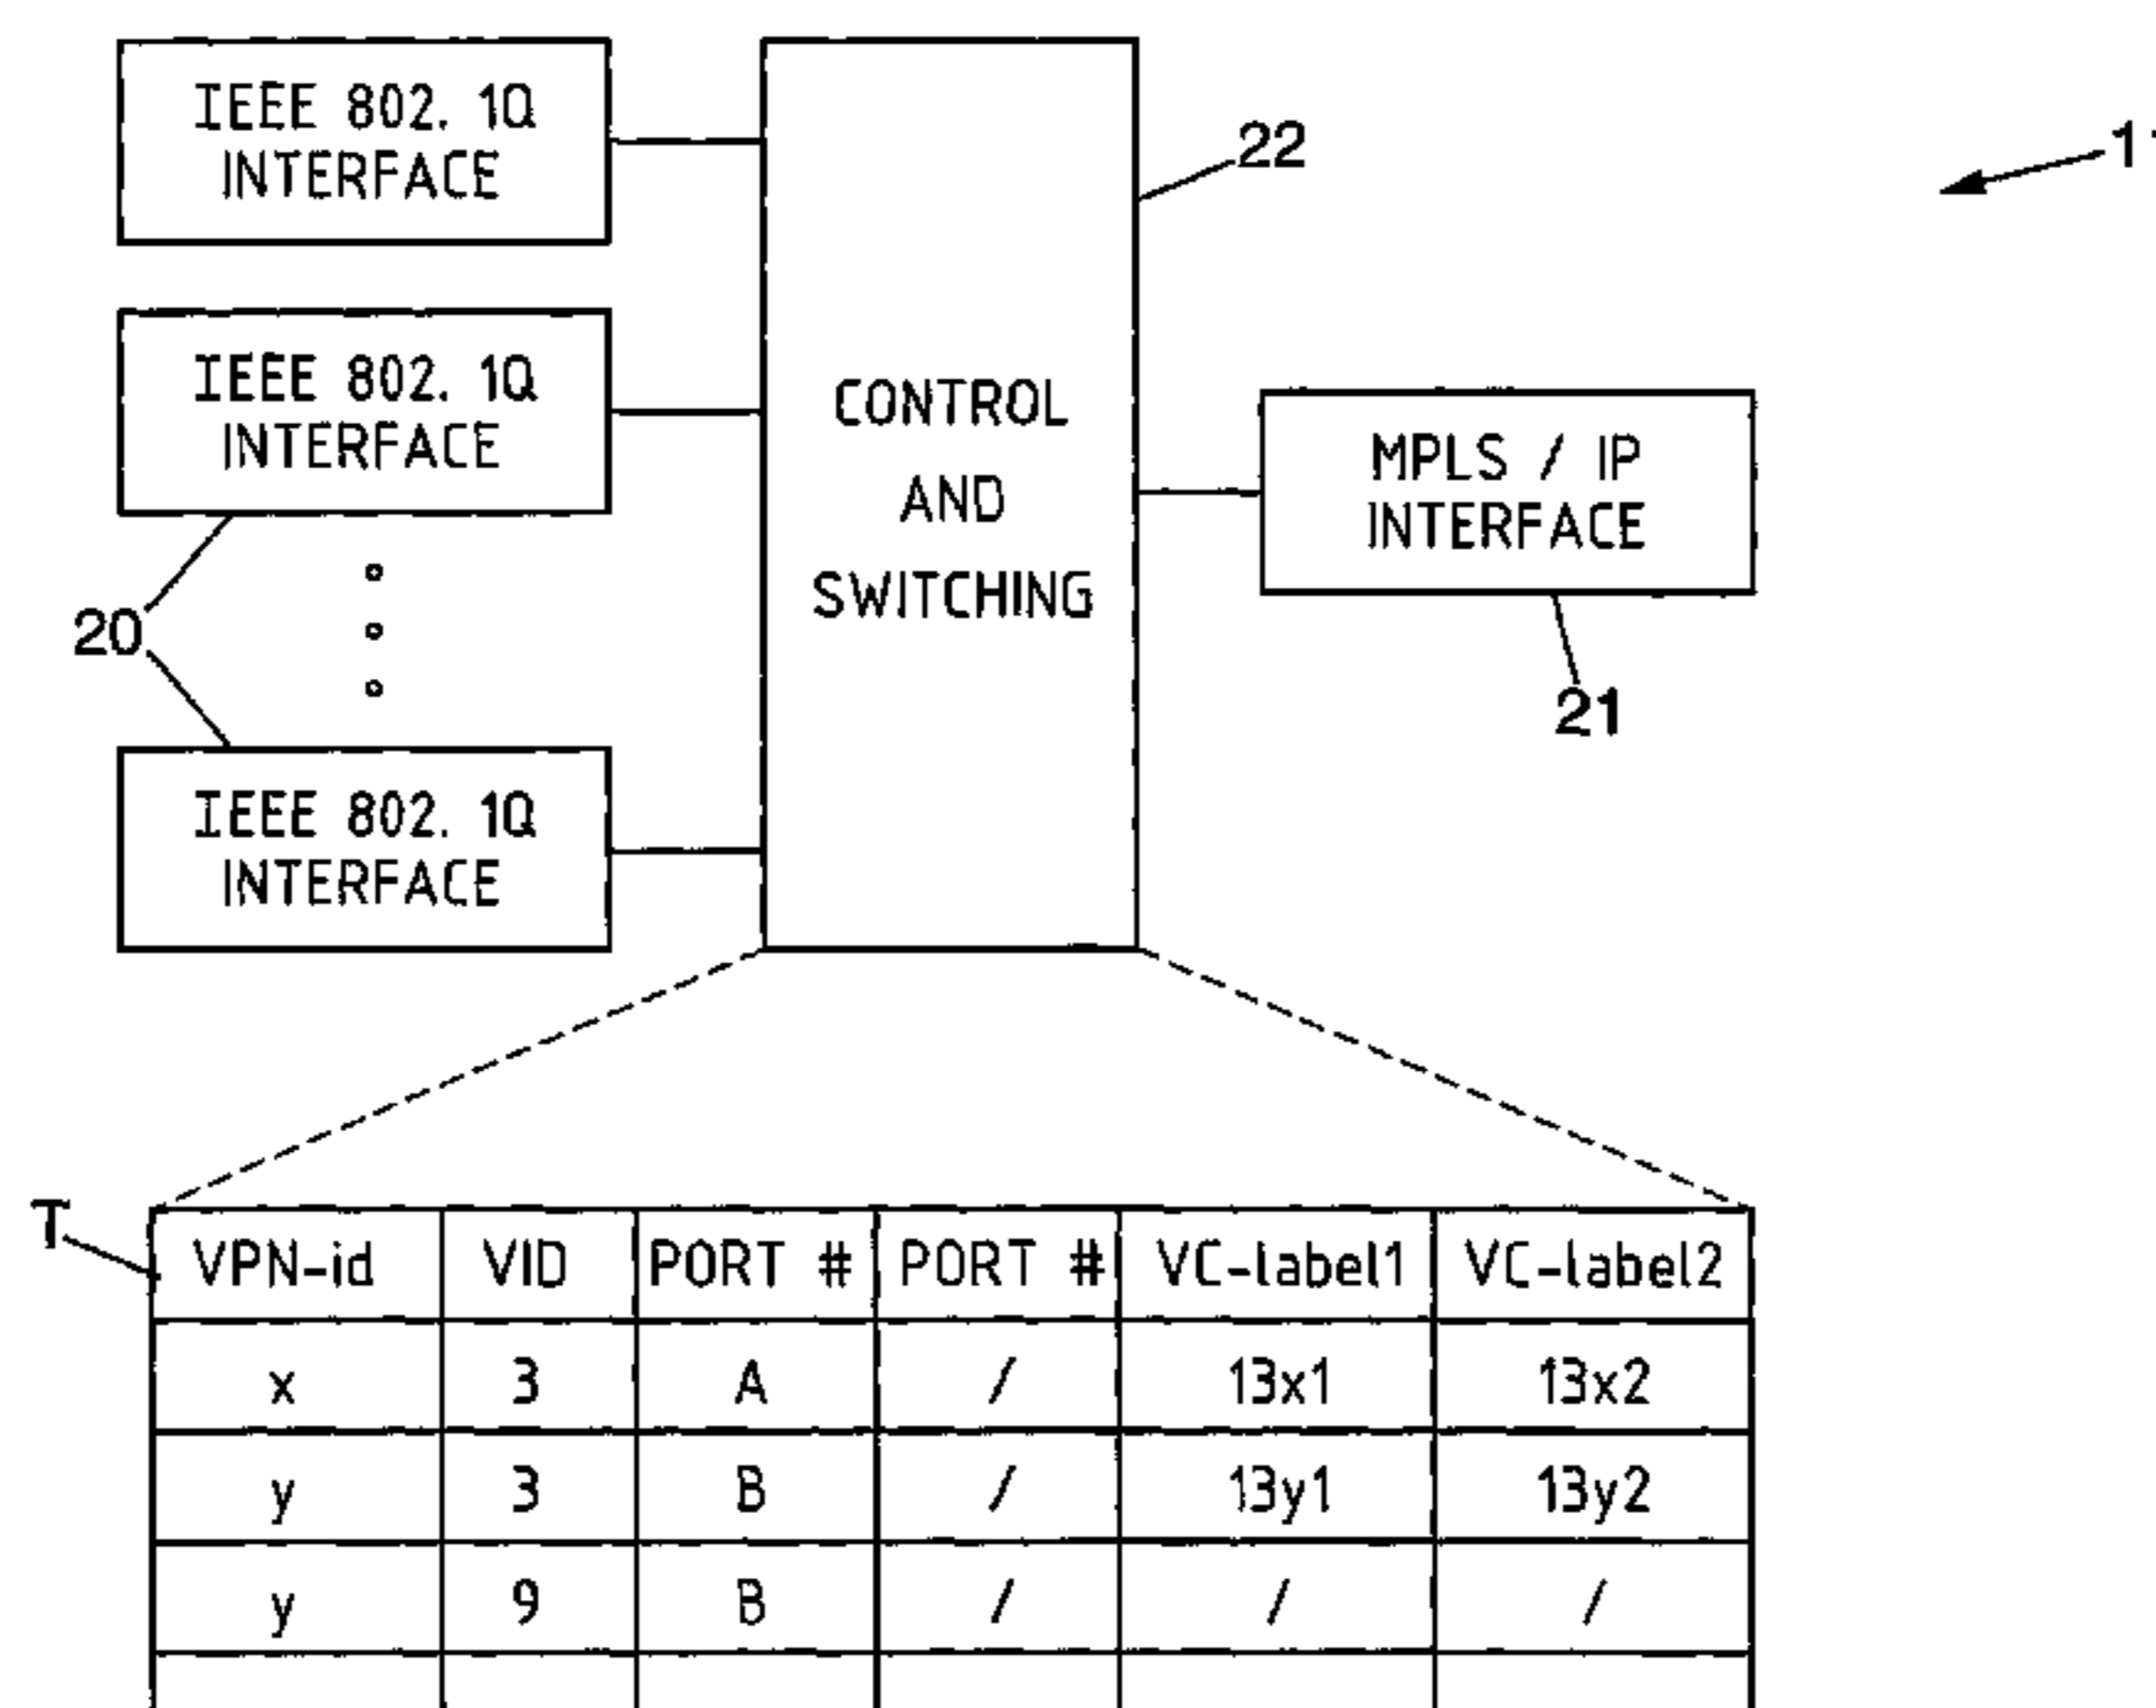 IEEE 802. 1Q
INTERFACE
22
11
IEEE 802. 1Q
INTERFACE
CONTROL
AND
SWITCHING
MPLS / IP
INTERFACE
20
21
IEEE 802. 1Q
INTERFACE
T
VPN-id VID PORT # PORT # VC-label1 VC-label2
x 3 A / 13x1 13x2
y 3 B / 13y1 13y2
y 9 B / / /